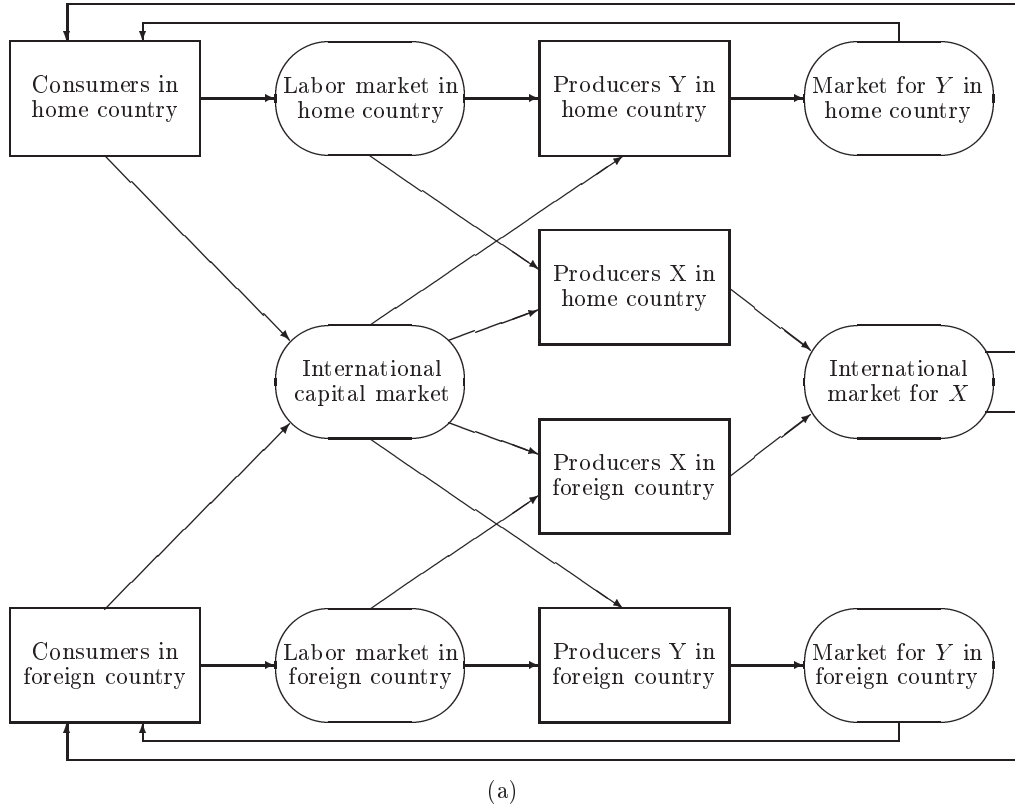 Consumers in
home country
Labor market in
home country
Producers Y in
home country
Market for Y in
home country
Producers X in
home country
International
capital market
International
market for X
Producers X in
foreign country
Consumers in
foreign country
Labor market in
foreign country
Producers Y in
foreign country
Market for Y in
foreign country
(a)